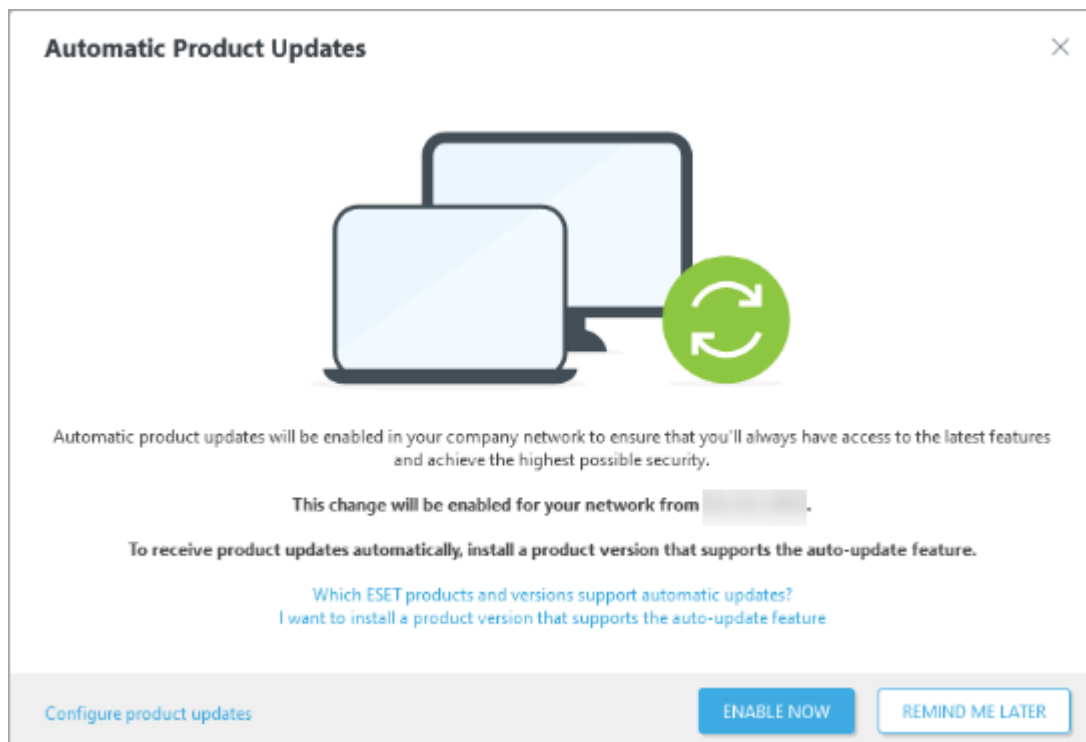 Automatic Product Updates
Automatic product updates will be enabled in your company network to ensure that you'll always have access to the latest features
and achieve the highest possible security.
This change will be enabled for your network from .
To receive product updates automatically, install a product version that supports the auto-update feature.
Which ESET products and versions support automatic updates?
I want to install a product version that supports the auto-update feature
Configure product updates
ENABLE NOW
REMIND ME LATER